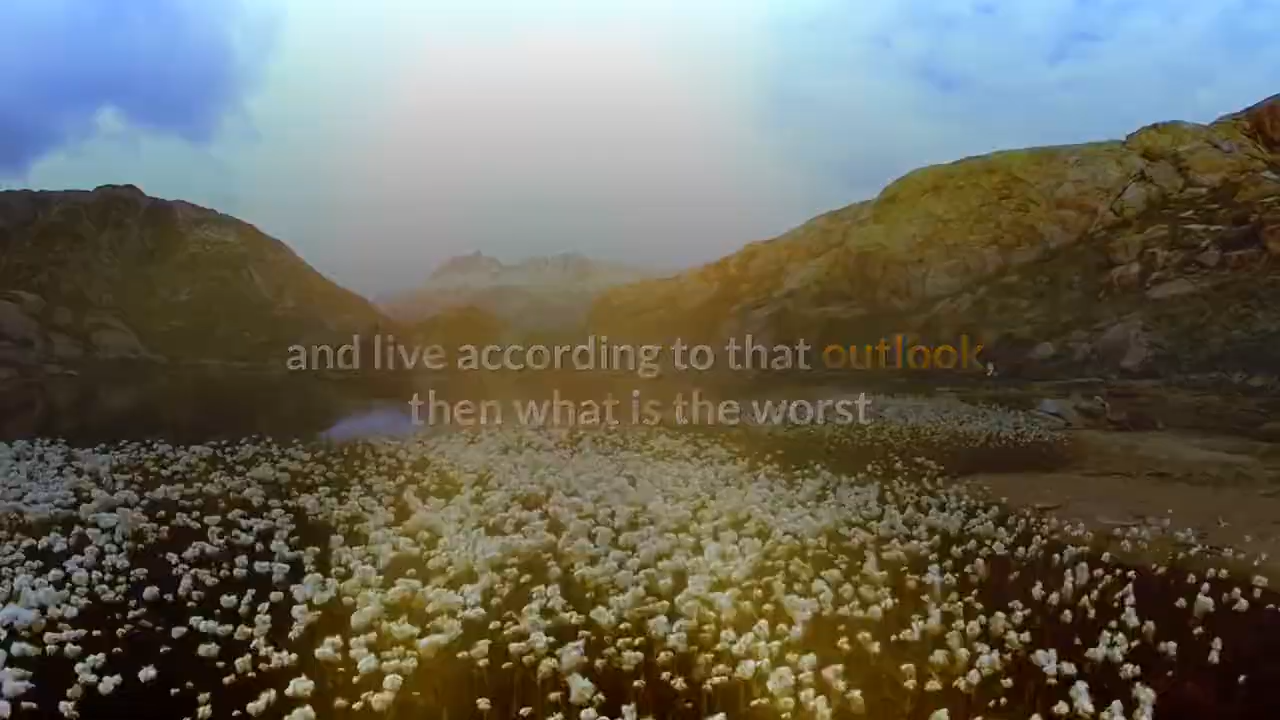 and live according to that outlook
then what is the worst